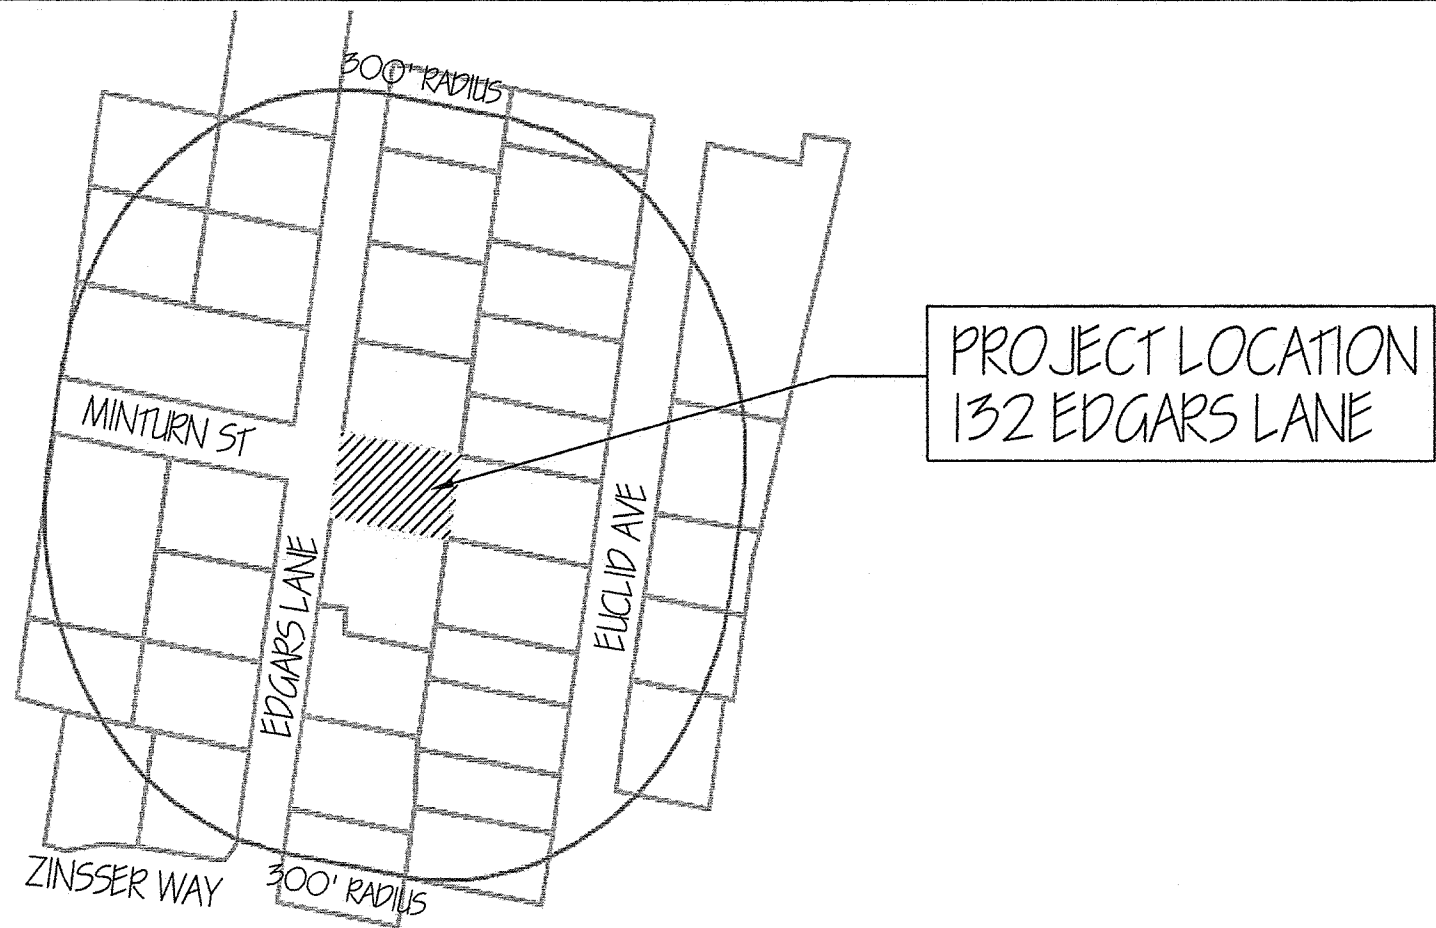 300' RADIUS
PROJECT LOCATION
132 EDGARS LANE
MINTURN ST
EDGARS LANE
EUCLID AVE
ZINSSER WAY
300' RADIUS